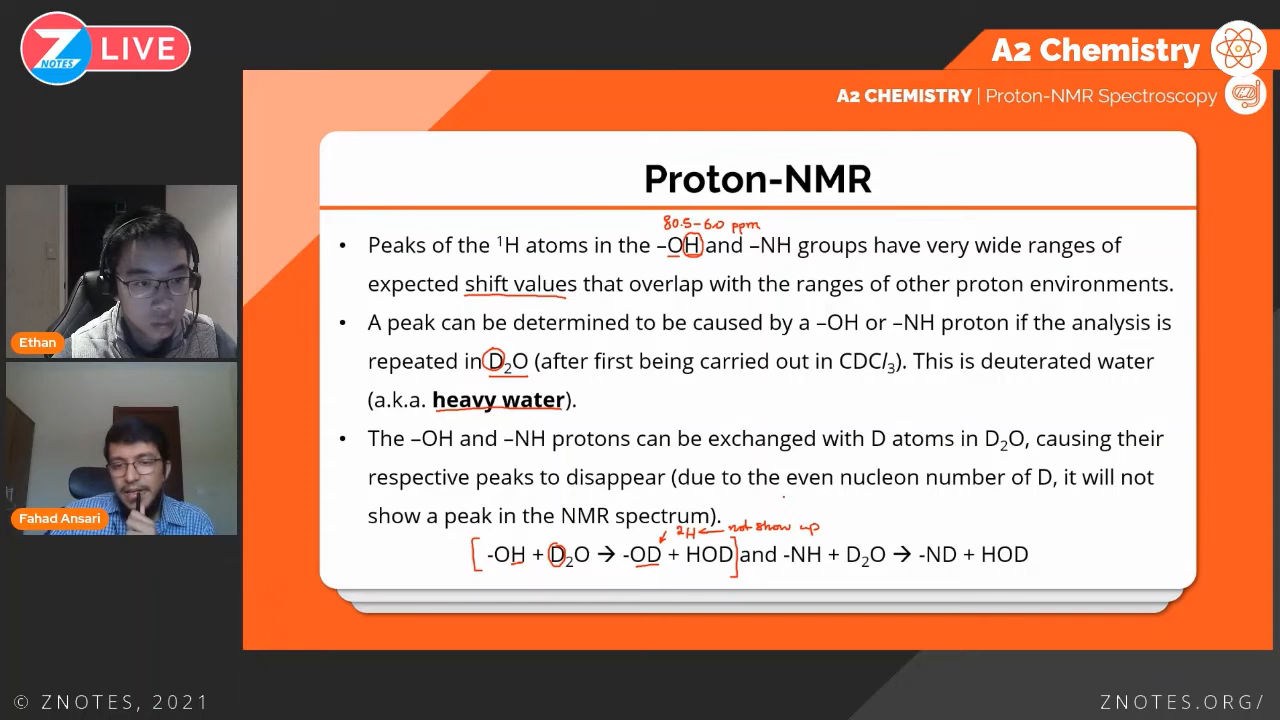 Z NOTES LIVE
A2 Chemistry
A2 CHEMISTRY | Proton-NMR Spectroscopy
Proton-NMR
δ0.5-6.0 ppm
• Peaks of the ¹H atoms in the –OH and –NH groups have very wide ranges of
expected shift values that overlap with the ranges of other proton environments.
• A peak can be determined to be caused by a –OH or –NH proton if the analysis is
repeated in D₂O (after first being carried out in CDCl₃). This is deuterated water
(a.k.a. heavy water).
• The –OH and –NH protons can be exchanged with D atoms in D₂O, causing their
respective peaks to disappear (due to the even nucleon number of D, it will not
show a peak in the NMR spectrum).
²H ← not show up
[-OH + D₂O → -OD + HOD] and -NH + D₂O → -ND + HOD
Ethan
Fahad Ansari
© ZNOTES, 2021
ZNOTES.ORG/